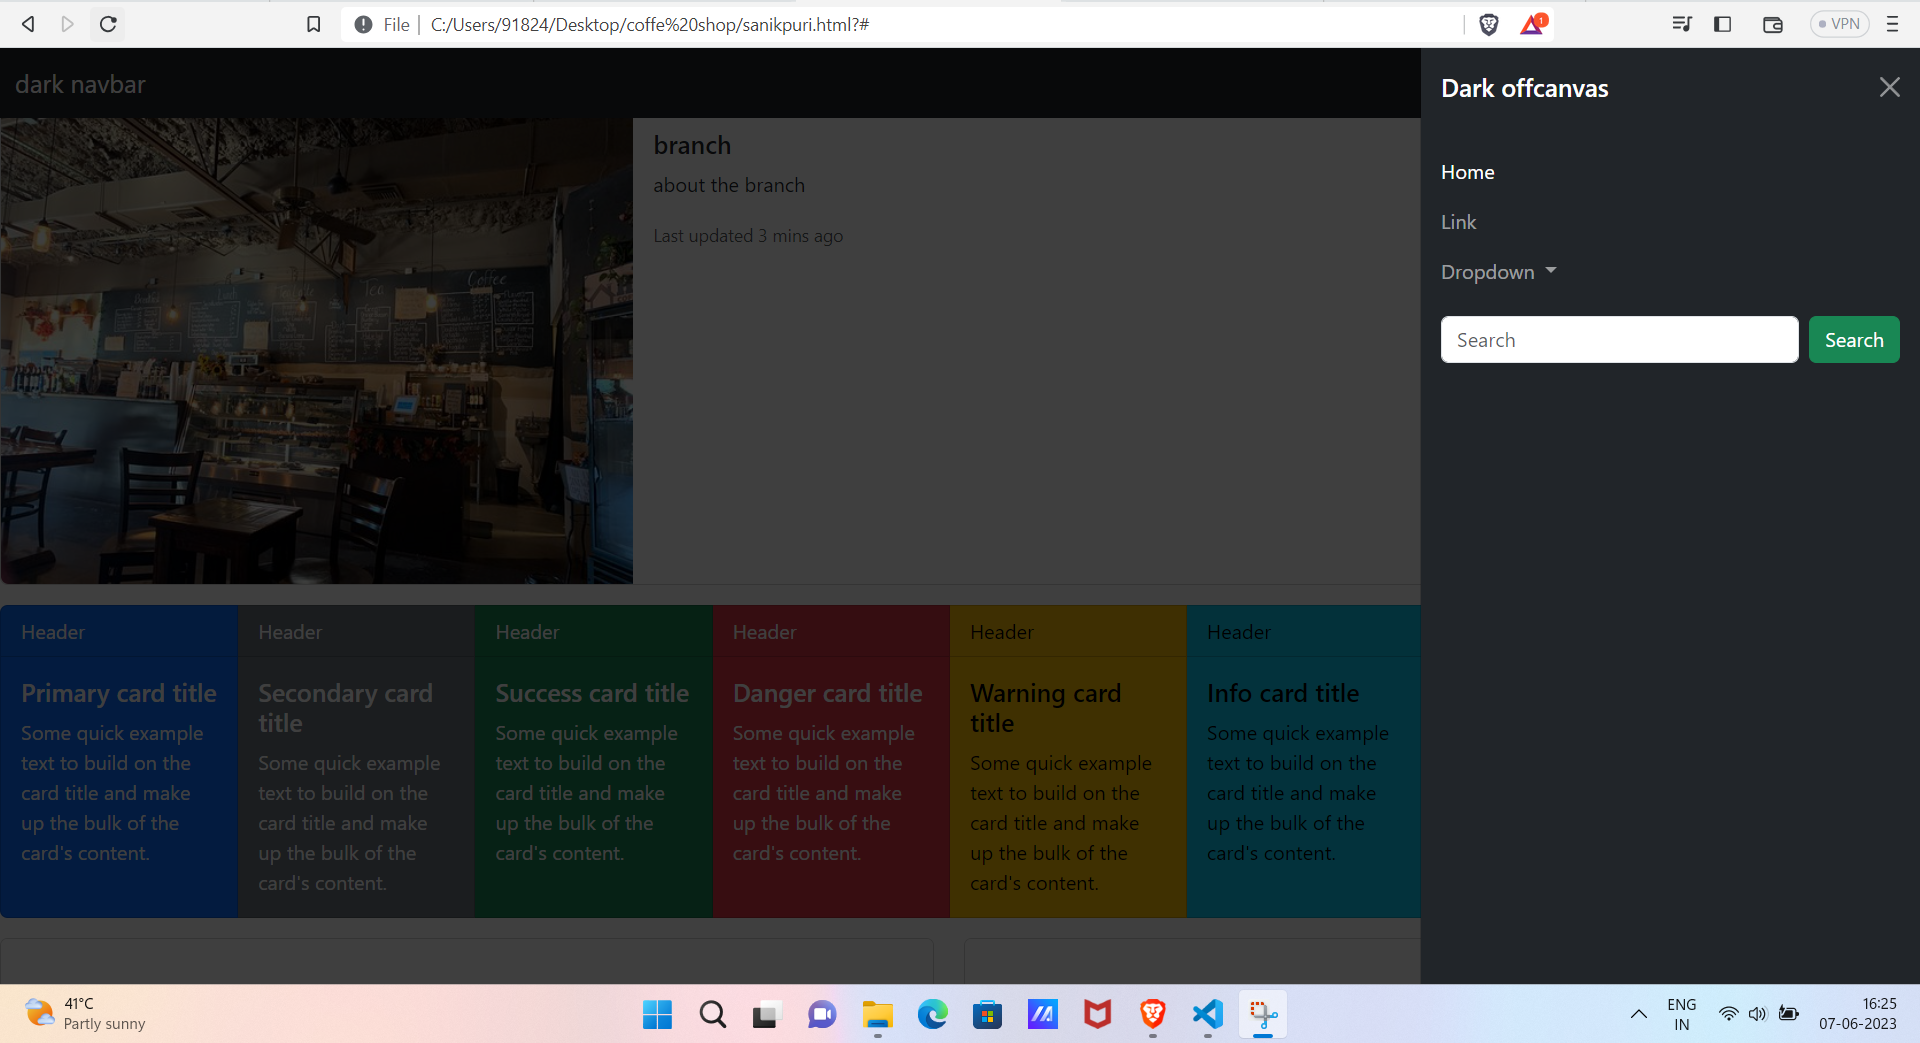 File
C:/Users/91824/Desktop/coffe%20shop/sanikpuri.html?#
1
VPN
dark navbar
branch
about the branch
Last updated 3 mins ago
Coffee
Tea
Dark offcanvas
Home
Link
Dropdown
Search
Search
Header
Primary card title
Some quick example
text to build on the
card title and make
up the bulk of the
card's content.
Header
Secondary card
title
Some quick example
text to build on the
card title and make
up the bulk of the
card's content.
Header
Success card title
Some quick example
text to build on the
card title and make
up the bulk of the
card's content.
Header
Danger card title
Some quick example
text to build on the
card title and make
up the bulk of the
card's content.
Header
Warning card
title
Some quick example
text to build on the
card title and make
up the bulk of the
card's content.
Header
Info card title
Some quick example
text to build on the
card title and make
up the bulk of the
card's content.
41°C
Partly sunny
ENG
IN
16:25
07-06-2023